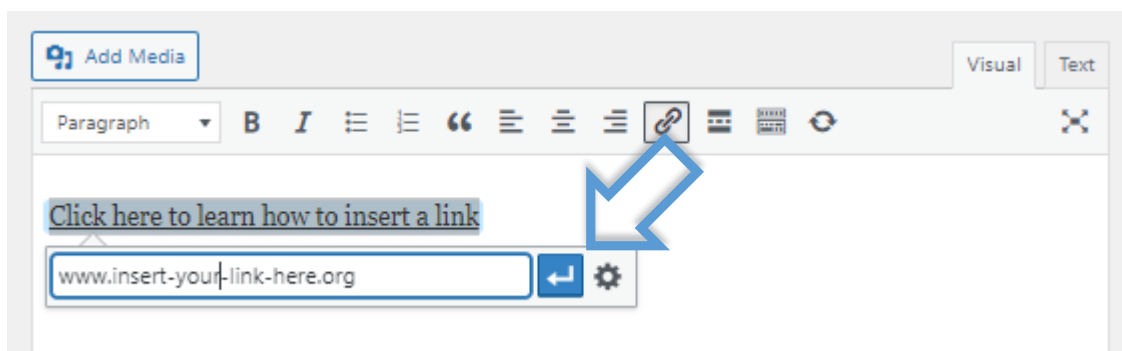 Add Media
Visual Text
Paragraph B I
Click here to learn how to insert a link
www.insert-your-link-here.org